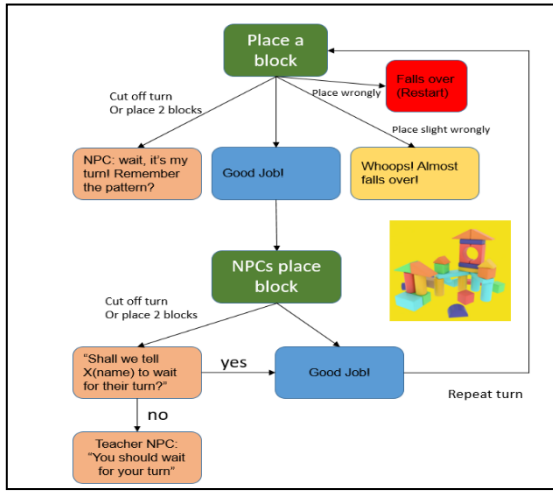 Place a
block
Falls over
(Restart)
Cut off turn
Or place 2 blocks
Place wrongly
Place slight wrongly
NPC: wait, it's my
turn! Remember
the pattern?
Good Job!
Whoops! Almost
falls over!
NPCs place
block
Cut off turn
Or place 2 blocks
“Shall we tell
X(name) to wait
for their turn?”
yes
Good Job!
Repeat turn
no
Teacher NPC:
“You should wait
for your turn”